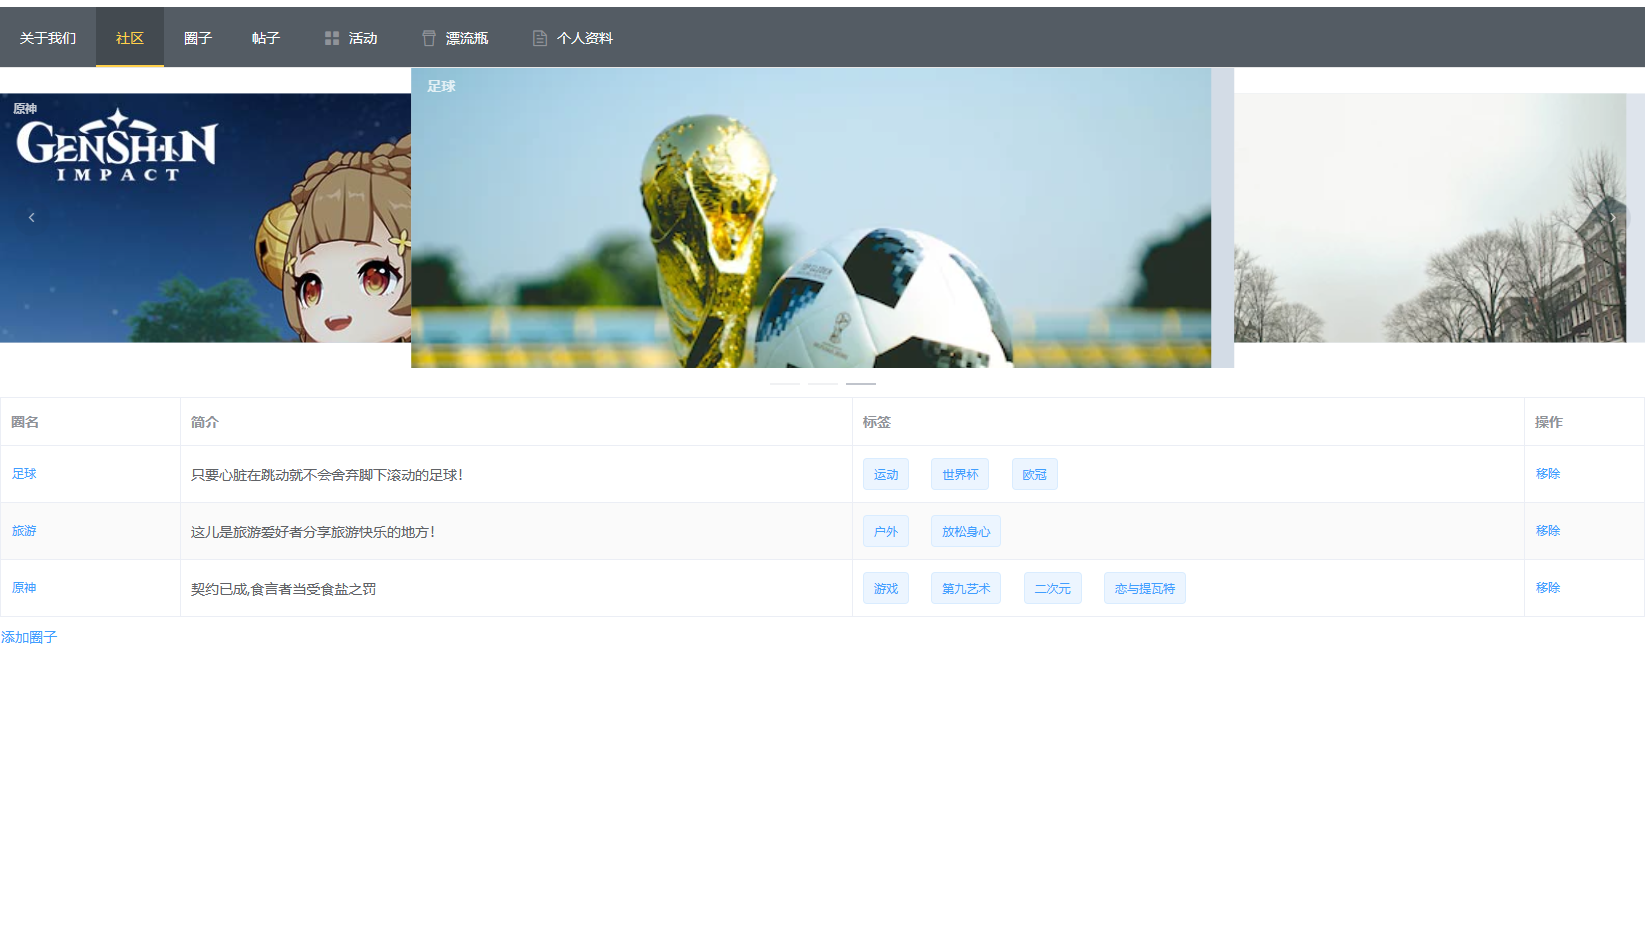 关于我们 社区 圈子 帖子 活动 漂流瓶 个人资料
足球
原神
GENSHIN
IMPACT
圈名 简介 标签 操作
足球 只要心脏在跳动就不会舍弃脚下滚动的足球! 运动 世界杯 欧冠 移除
旅游 这儿是旅游爱好者分享旅游快乐的地方! 户外 放松身心 移除
原神 契约已成,食言者当受食盐之罚 游戏 第九艺术 二次元 恋与提瓦特 移除
添加圈子